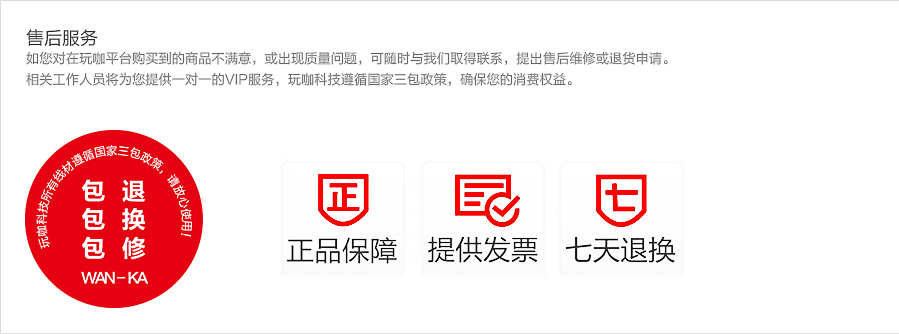 售后服务
如您对在玩咖平台购买到的商品不满意，或出现质量问题，可随时与我们取得联系，提出售后维修或退货申请。
相关工作人员将为您提供一对一的VIP服务，玩咖科技遵循国家三包政策，确保您的消费权益。
玩咖科技所有线材遵循国家三包政策，请放心使用！
包 退
包 换
包 修
WAN-KA
正
正品保障
提供发票
七
七天退换